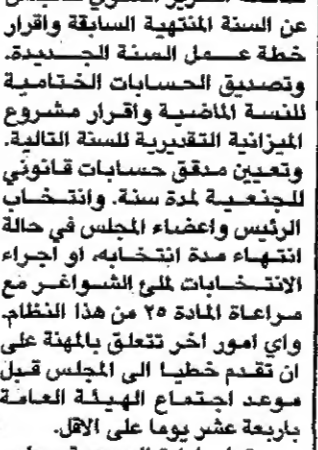 عن السنة المنتهية السابقة واقرار
خطة عمل السنة الجديدة.
وتصديق الحسابات الختامية
للنسة الماضية واقرار مشروع
الميزانية التقديرية للسنة التالية.
وتعيين مدقق حسابات قانوني
للجنعية لمدة سنة. وانتخاب
الرئيس واعضاء المجلس في حالة
انتهاء مدة انتخابه، او اجراء
الانتخابات لملئ الشواغر مع
مراعاة المادة ٢٥ من هذا النظام.
واي امور اخر تتعلق بالمهنة على
ان تقدم خطيا الى المجلس قبل
موعد اجتماع الهيئة العامة
باربعة عشر يوما على الاقل.